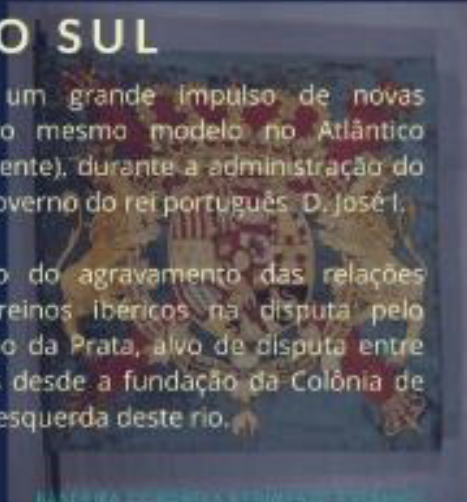 O SUL
um grande impulso de novas
o mesmo modelo no Atlântico
ente), durante a administração do
overno do rei português D. José I.
o do agravamento das relações
reinos ibéricos na disputa pelo
o da Prata, alvo de disputa entre
desde a fundação da Colônia de
esquerda deste rio.